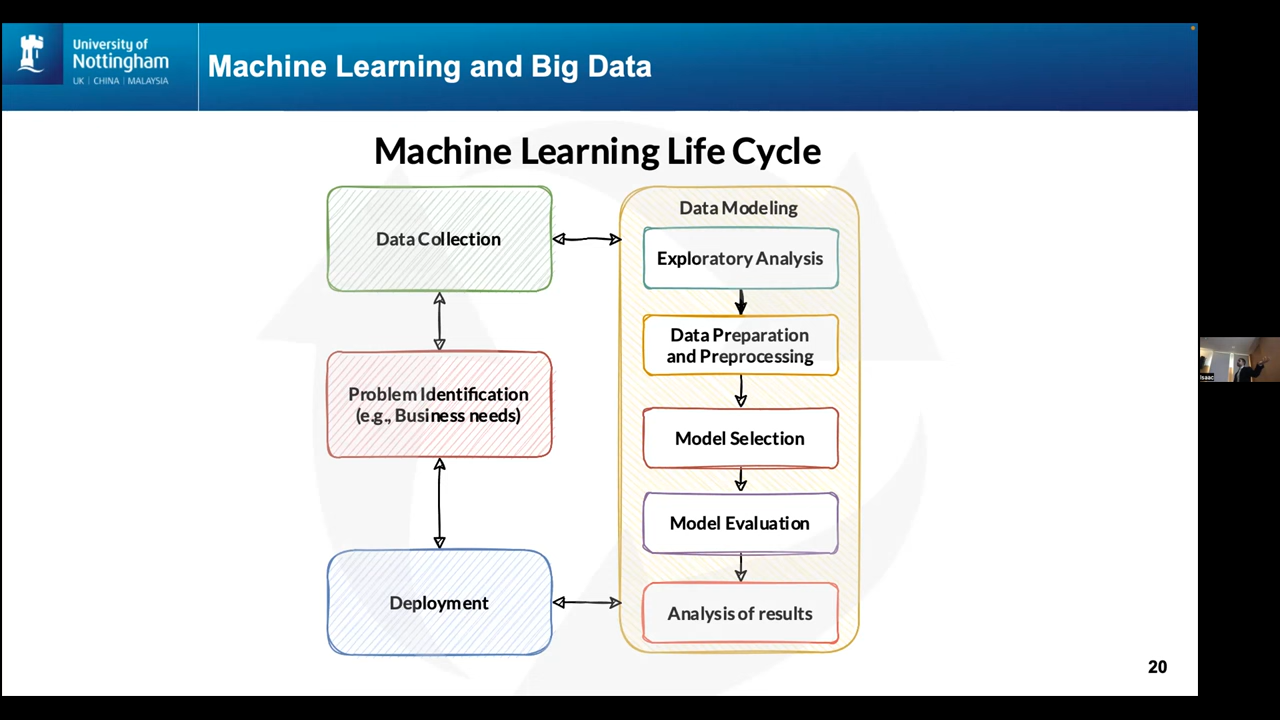 University of
Nottingham
UK | CHINA | MALAYSIA
Machine Learning and Big Data
Machine Learning Life Cycle
Data Collection
Problem Identification
(e.g., Business needs)
Deployment
Data Modeling
Exploratory Analysis
Data Preparation
and Preprocessing
Model Selection
Model Evaluation
Analysis of results
20
Isaac